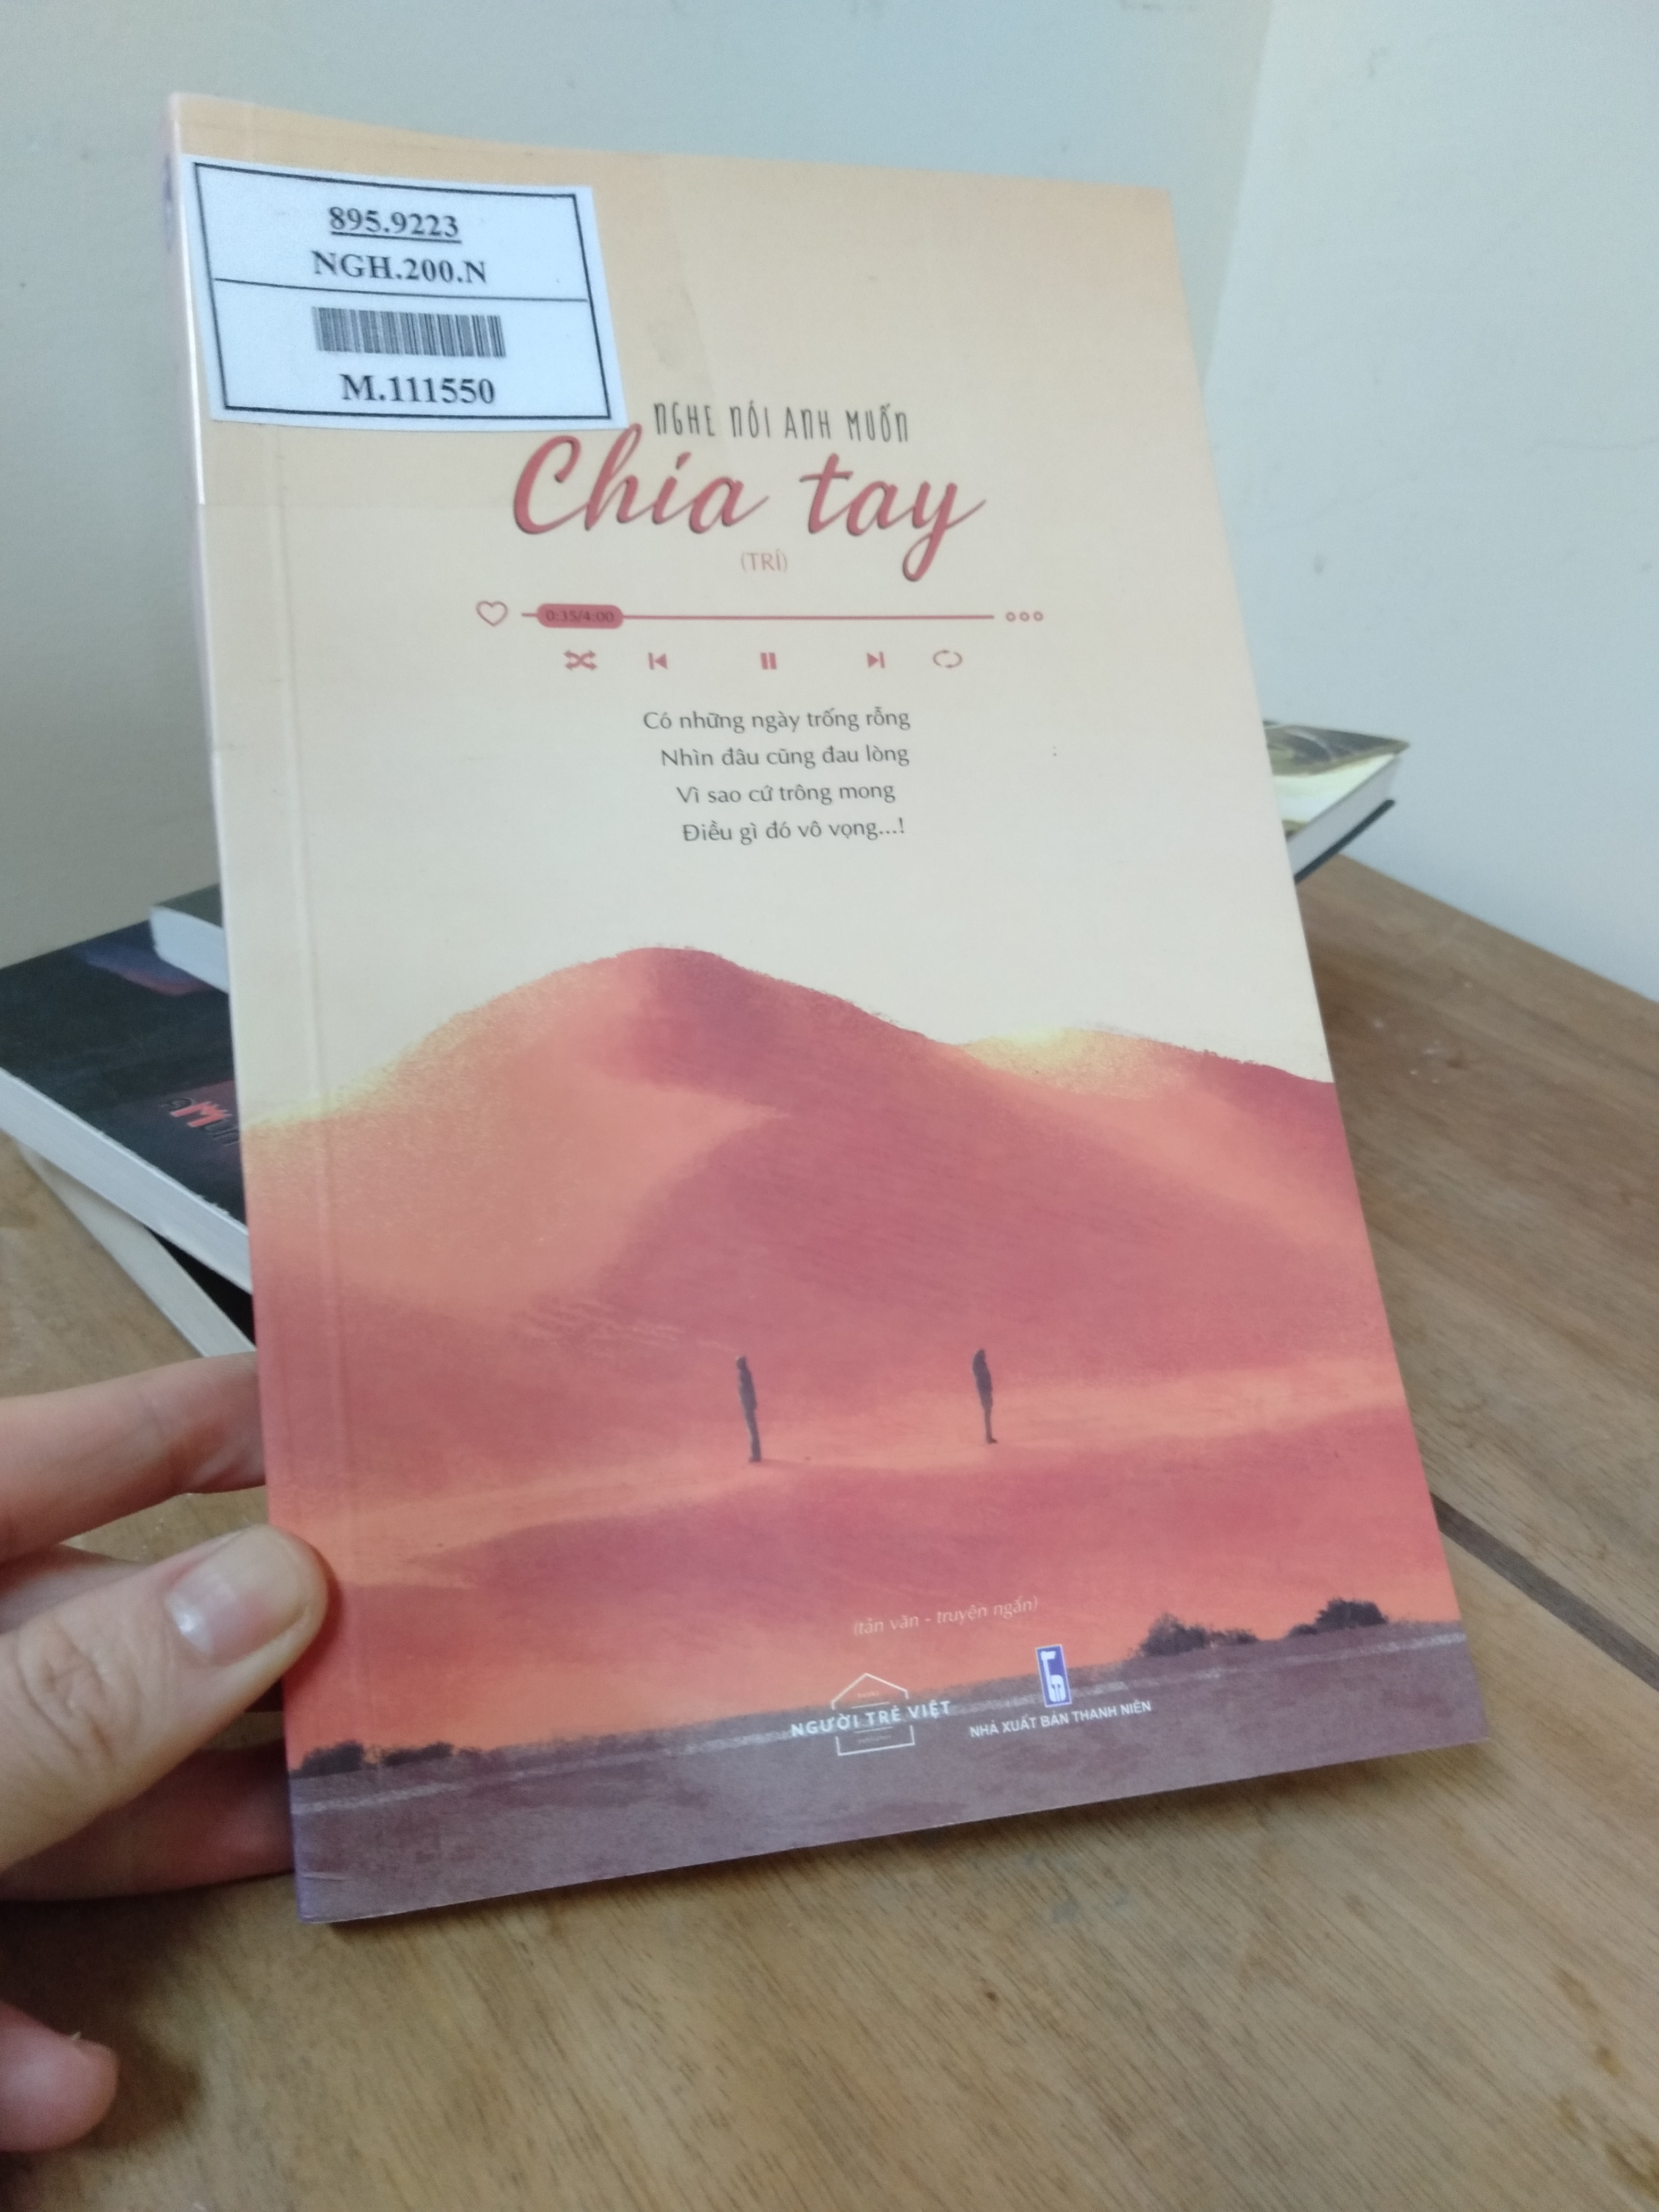 895.9223
NGH.200.N
M.111550
NGHE NÓI ANH MUỐN
Chia tay
(TRÍ)
0:35/4:00
Có những ngày trống rỗng
Nhìn đâu cũng đau lòng
Vì sao cứ trông mong
Điều gì đó vô vọng...!
(tản văn - truyện ngắn)
NGƯỜI TRẺ VIỆT
NHÀ XUẤT BẢN THANH NIÊN